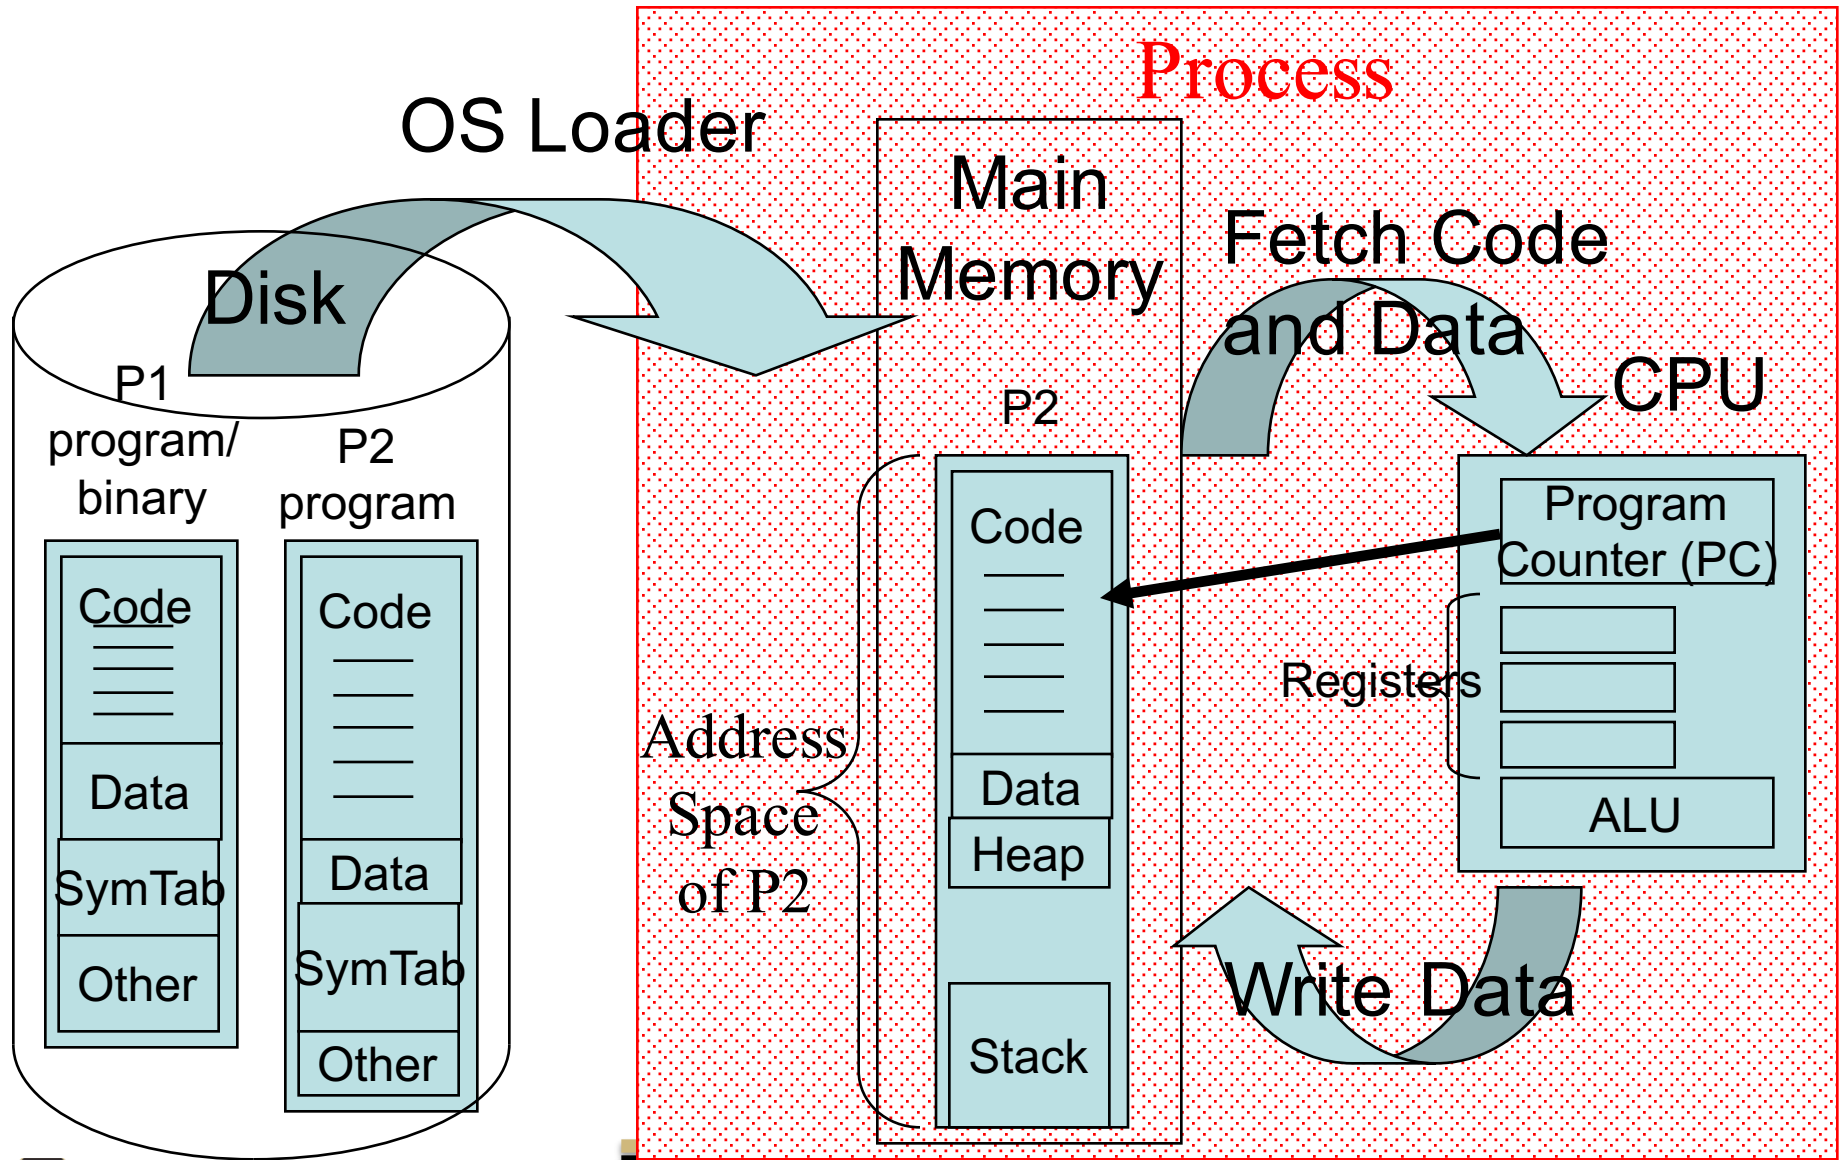 Process
OS Loader
Main
Memory
Fetch Code
and Data
Disk
CPU
P1
program/
binary
P2
program
P2
Code
Data
SymTab
Other
Code
Data
SymTab
Other
Address
Space
of P2
Code
Data
Heap
Stack
Program
Counter (PC)
Registers
ALU
Write Data